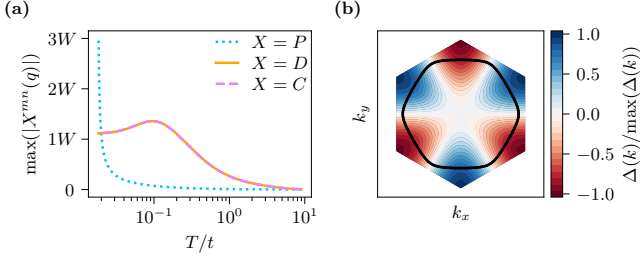 (a)
max(|X^{mn}(q)|)
3W
1W
0
X = P
X = D
X = C
10^{−1}
10^{0}
10^{1}
T/t
(b)
k_y
k_x
1.0
0.5
0.0
−0.5
−1.0
Δ(k)/max(Δ(k))